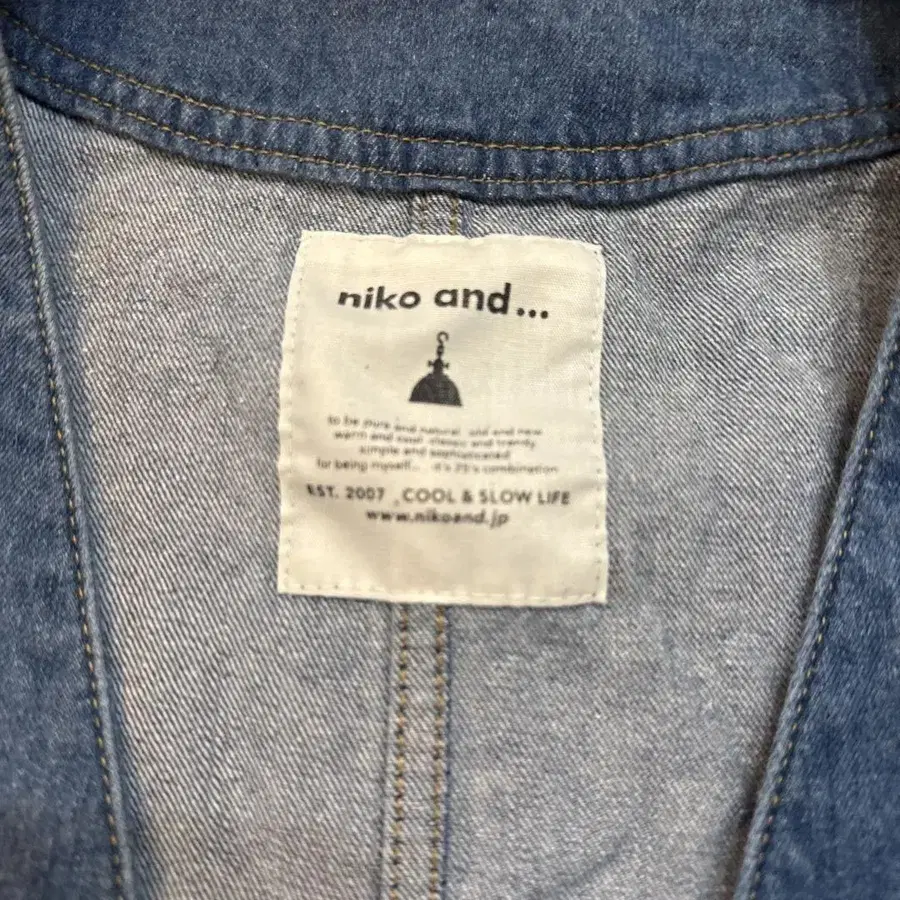 niko and...
to be pure and natural old and new
warm and cool classic and trendy
simple and sophisticated
for being myself... it's 75's combination
EST. 2007 COOL & SLOW LIFE
www.nikoand.jp